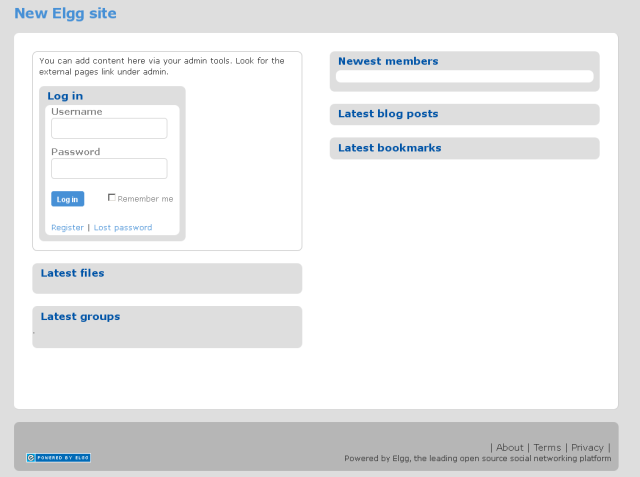 New Elgg site
You can add content here via your admin tools. Look for the
external pages link under admin.
Log in
Username
Password
Log in
Remember me
Register | Lost password
Latest files
Latest groups
.
Newest members
Latest blog posts
Latest bookmarks
POWERED BY ELGG
| About | Terms | Privacy |
Powered by Elgg, the leading open source social networking platform